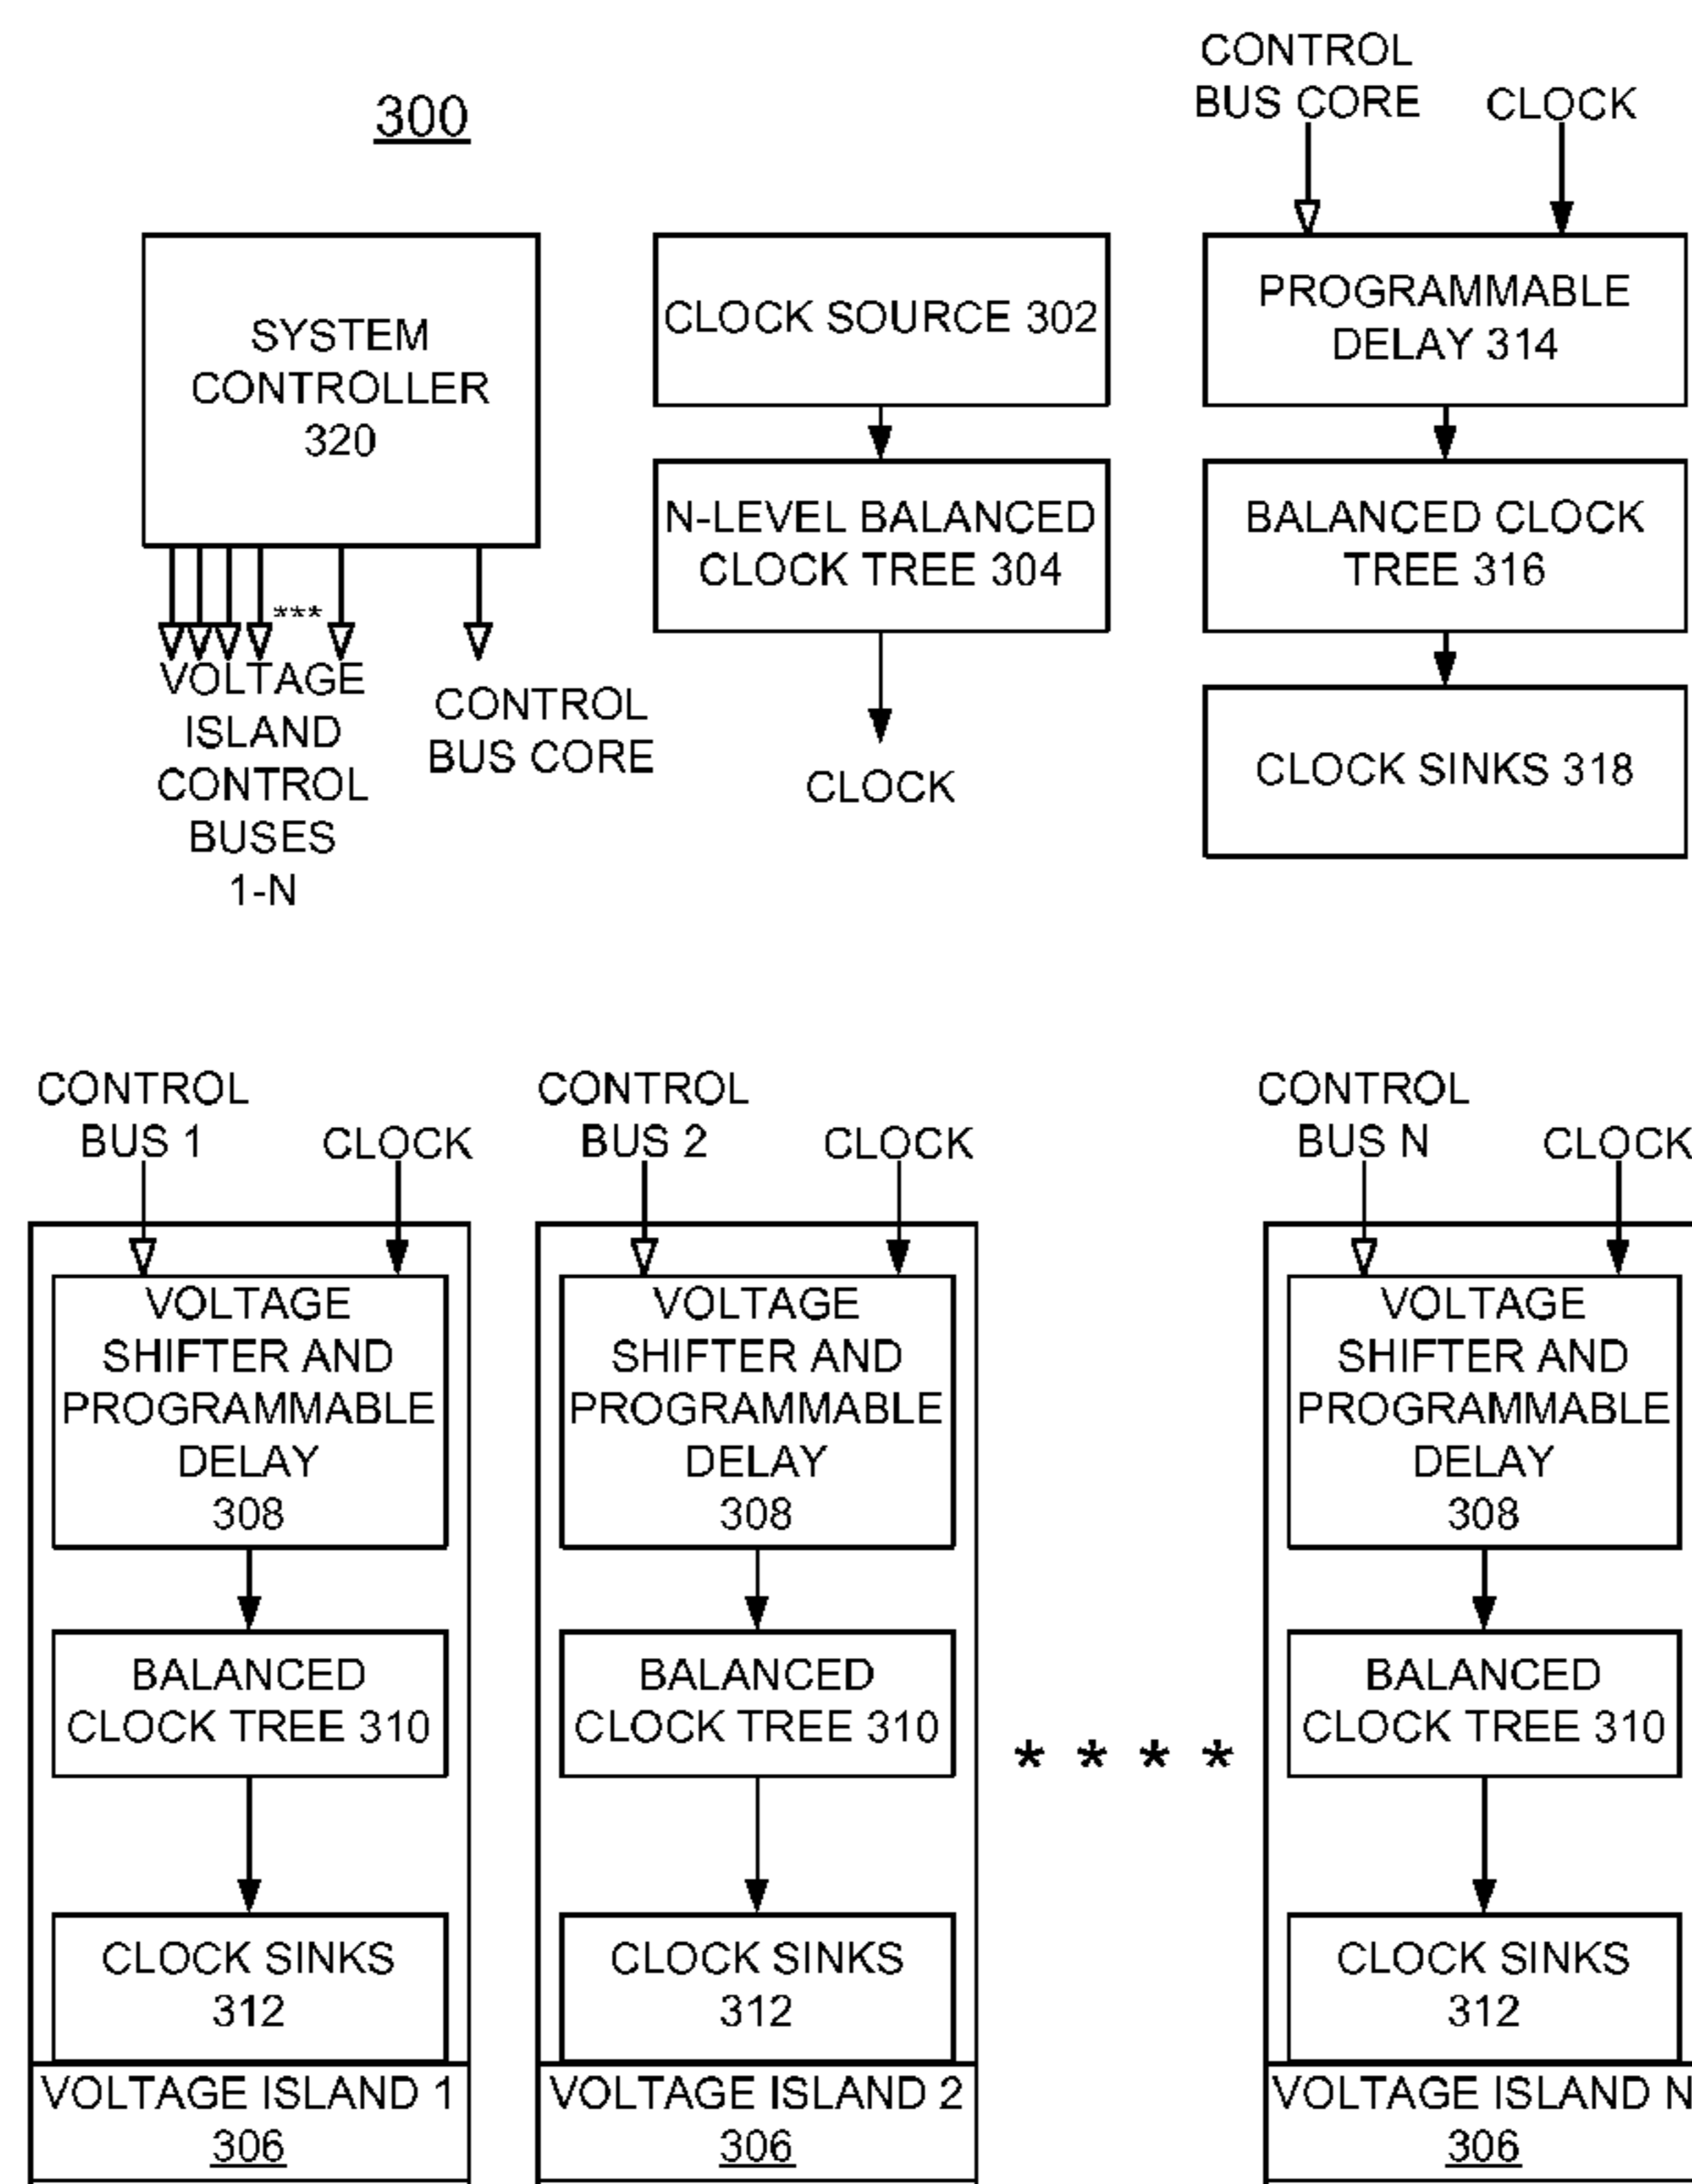 300
CONTROL
BUS CORE
CLOCK
SYSTEM
CONTROLLER
320
***
VOLTAGE
ISLAND
CONTROL
BUSES
1-N
CONTROL
BUS CORE
CLOCK SOURCE 302
N-LEVEL BALANCED
CLOCK TREE 304
CLOCK
PROGRAMMABLE
DELAY 314
BALANCED CLOCK
TREE 316
CLOCK SINKS 318
CONTROL
BUS 1
CLOCK
VOLTAGE
SHIFTER AND
PROGRAMMABLE
DELAY
308
BALANCED
CLOCK TREE 310
CLOCK SINKS
312
VOLTAGE ISLAND 1
306
CONTROL
BUS 2
CLOCK
VOLTAGE
SHIFTER AND
PROGRAMMABLE
DELAY
308
BALANCED
CLOCK TREE 310
CLOCK SINKS
312
VOLTAGE ISLAND 2
306
* * * *
CONTROL
BUS N
CLOCK
VOLTAGE
SHIFTER AND
PROGRAMMABLE
DELAY
308
BALANCED
CLOCK TREE 310
CLOCK SINKS
312
VOLTAGE ISLAND N
306